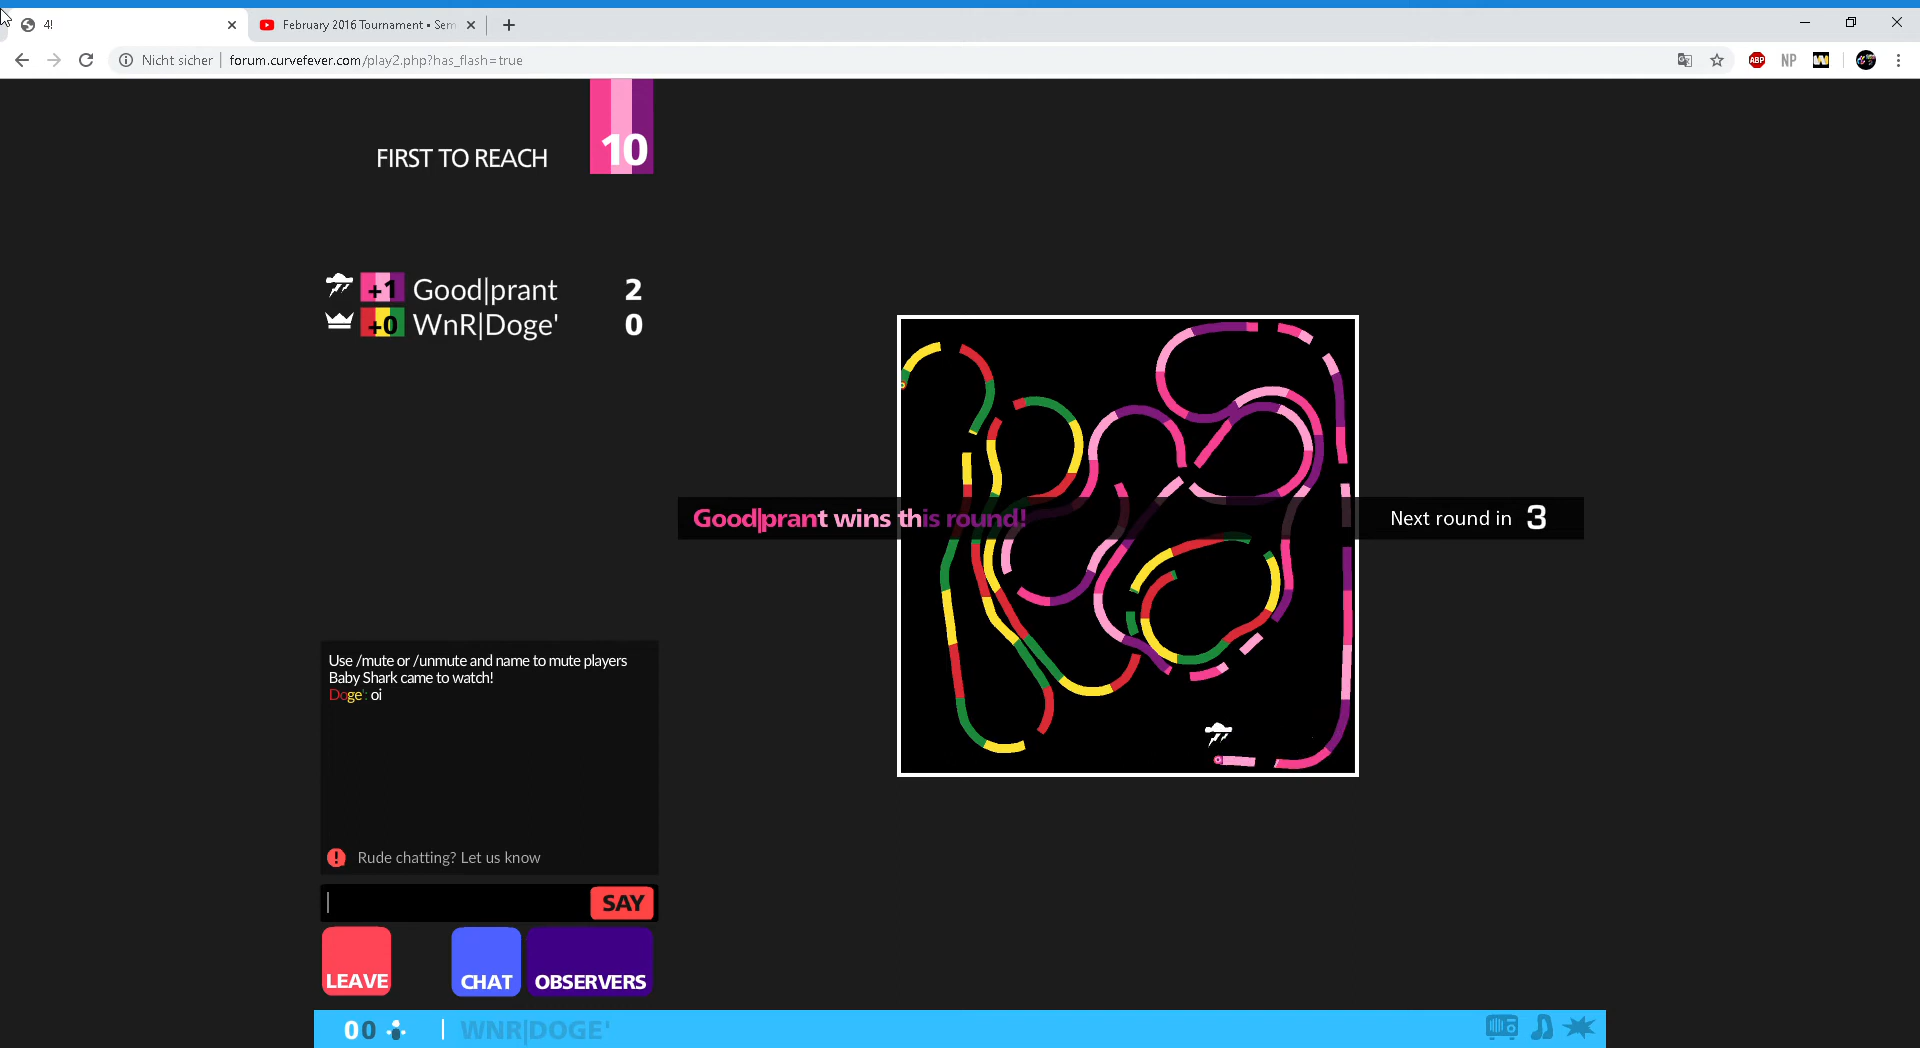 4!
February 2016 Tournament • Sem
Nicht sicher
forum.curvefever.com/play2.php?has_flash=true
ABP
NP
W
10
FIRST TO REACH
+1 Good|prant 2
+0 WnR|Doge' 0
Good|prant wins this round!
Next round in 3
Use /mute or /unmute and name to mute players
Baby Shark came to watch!
Doge': oi
! Rude chatting? Let us know
SAY
LEAVE
CHAT
OBSERVERS
00
WNR|DOGE'